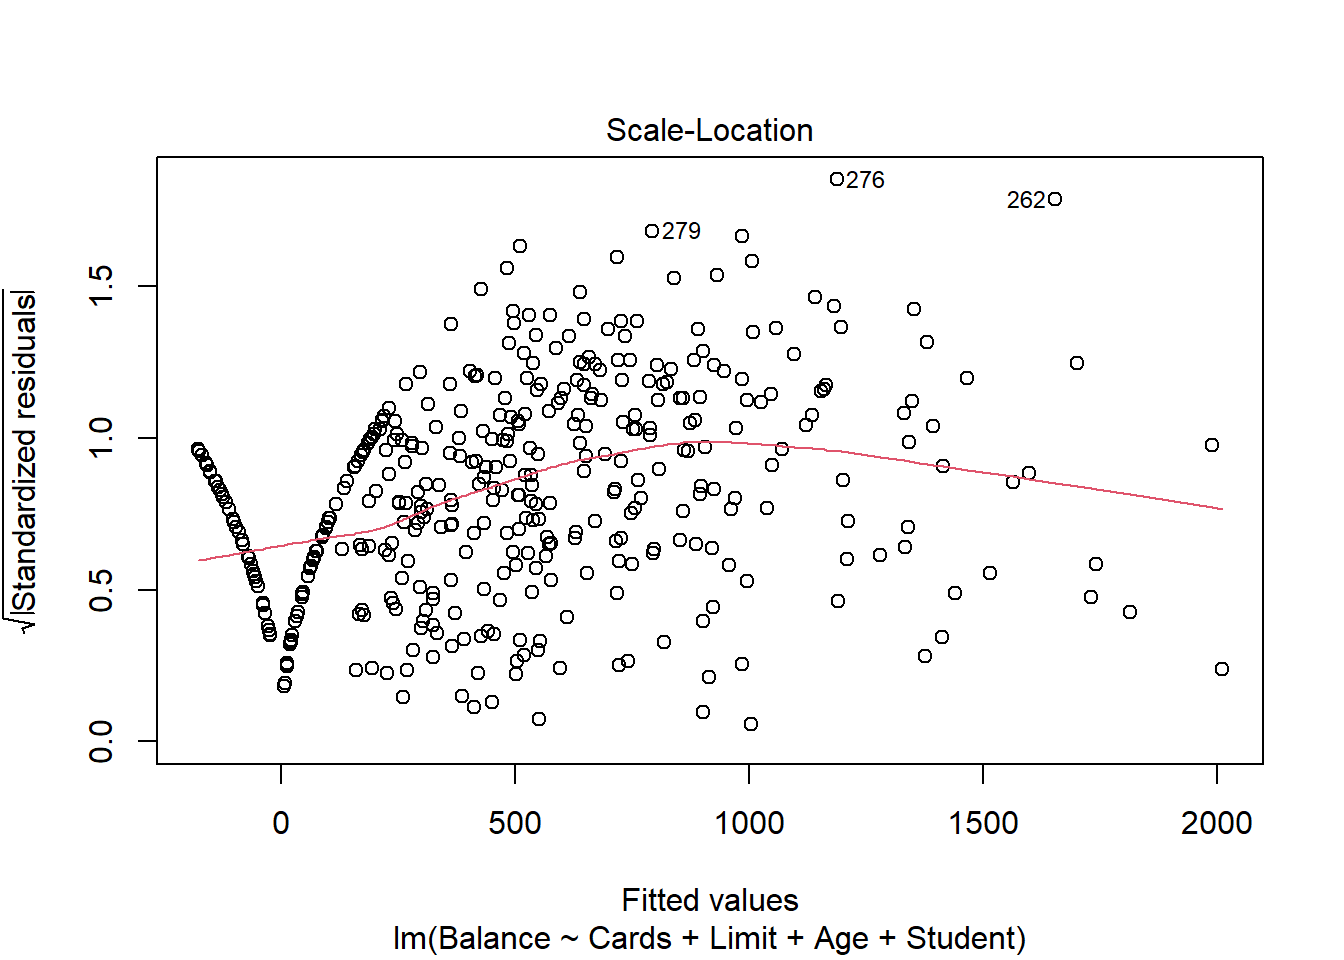 Scale-Location
276
262
279
√|Standardized residuals|
1.5
1.0
0.5
0.0
0 500 1000 1500 2000
Fitted values
lm(Balance ~ Cards + Limit + Age + Student)